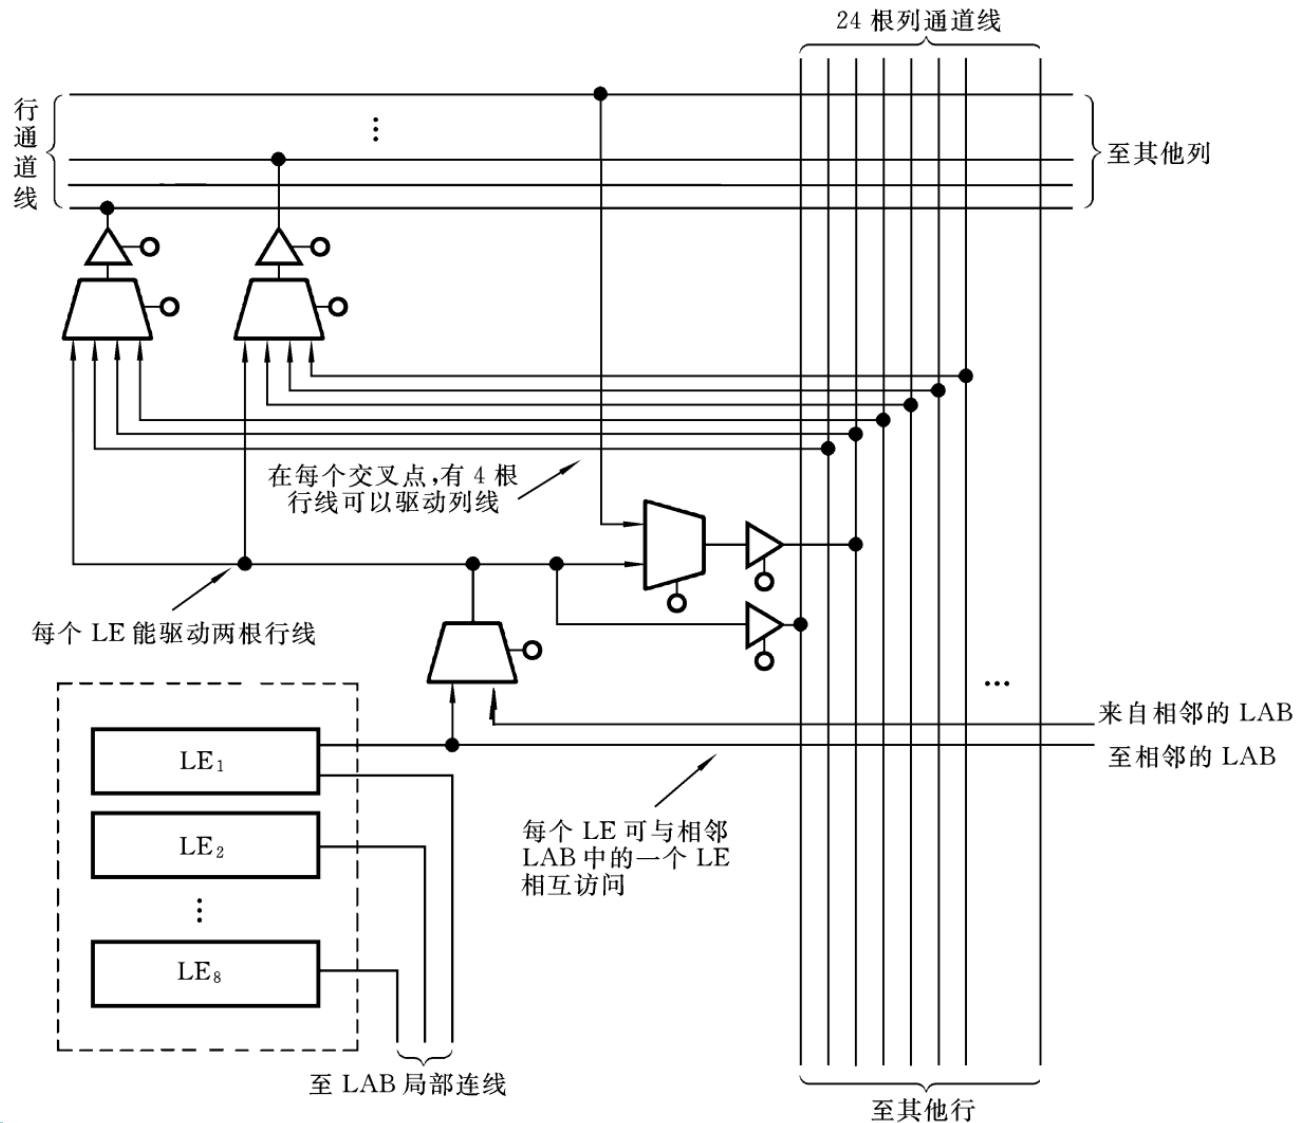 24 根列通道线
行通道线
至其他列
在每个交叉点,有 4 根
行线可以驱动列线
每个 LE 能驱动两根行线
来自相邻的 LAB
至相邻的 LAB
LE₁
LE₂
LE₈
每个 LE 可与相邻
LAB 中的一个 LE
相互访问
至 LAB 局部连线
至其他行